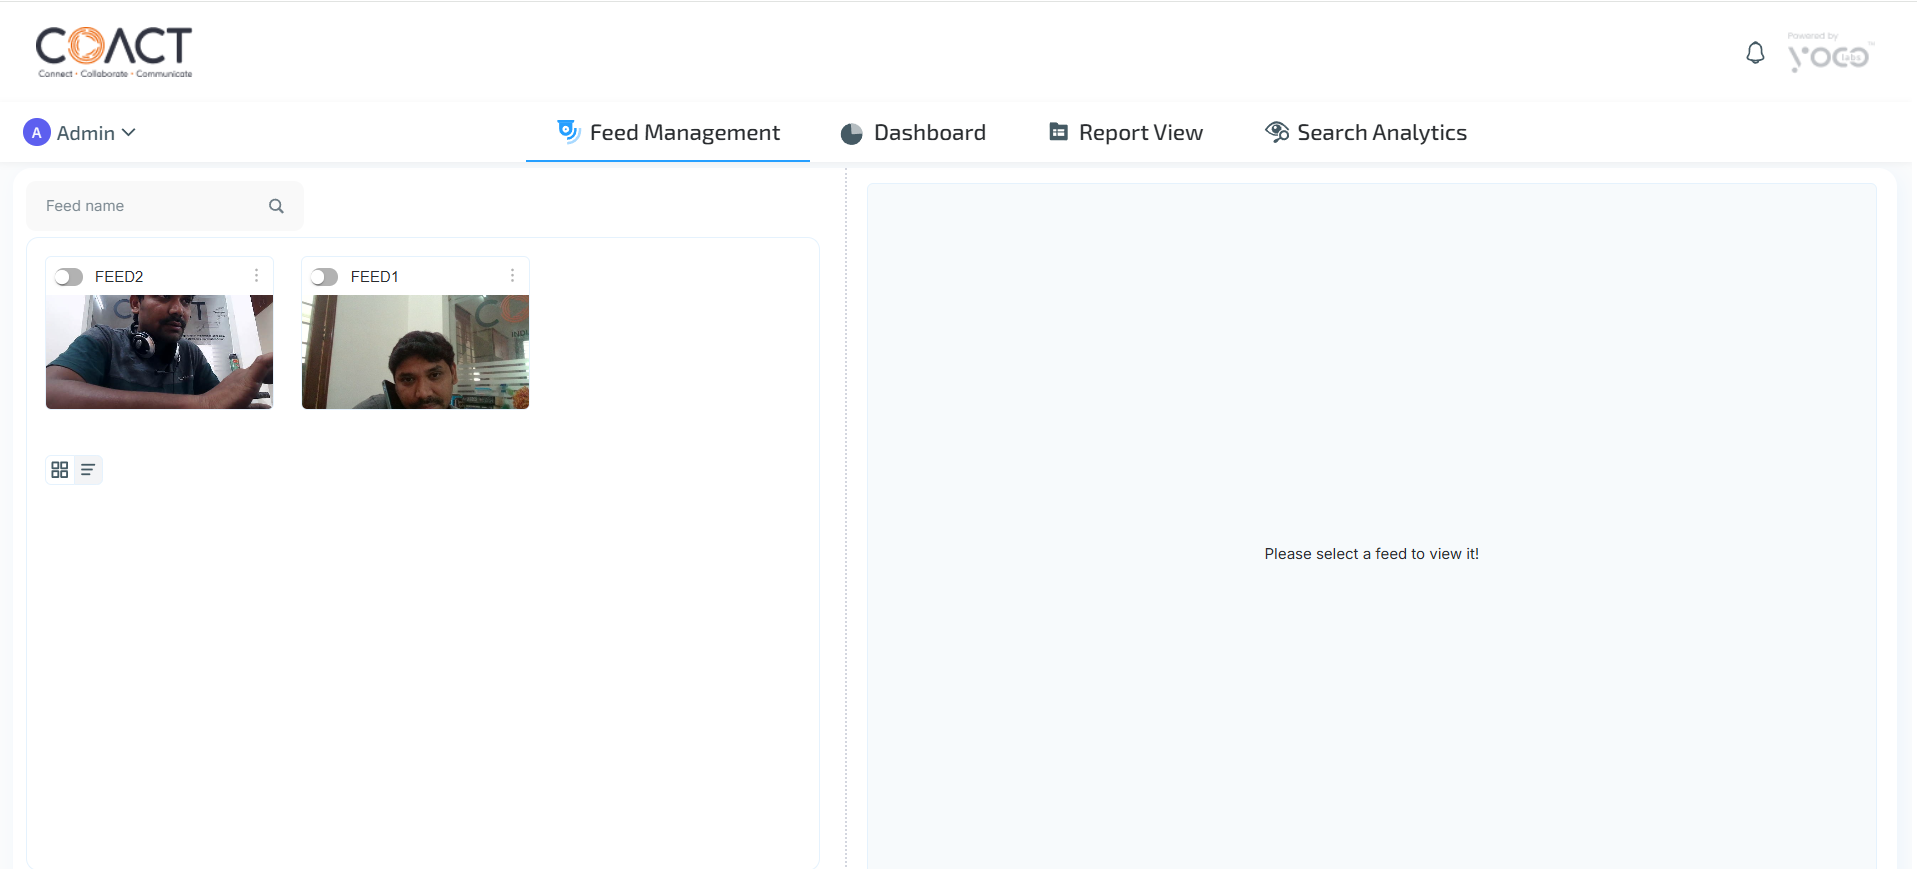 COACT
Connect • Collaborate • Communicate
Powered by
yoco labs™
A Admin
Feed Management
Dashboard
Report View
Search Analytics
Feed name
FEED2
FEED1
Please select a feed to view it!